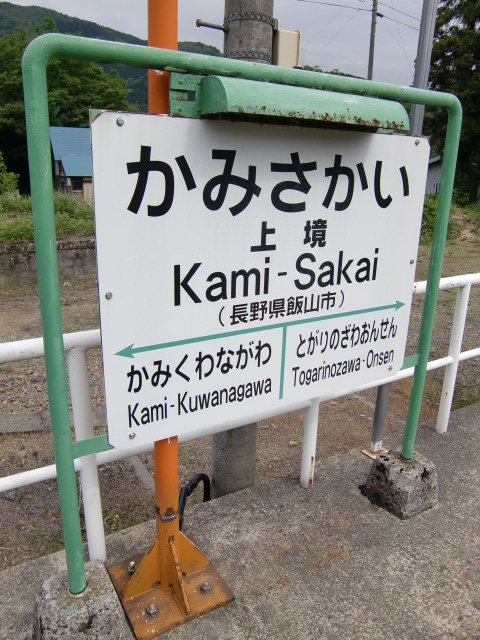 かみさかい
上境
Kami-Sakai
(長野県飯山市)
かみくわながわ
Kami-Kuwanagawa
とがりのざわおんせん
Togarinozawa-Onsen